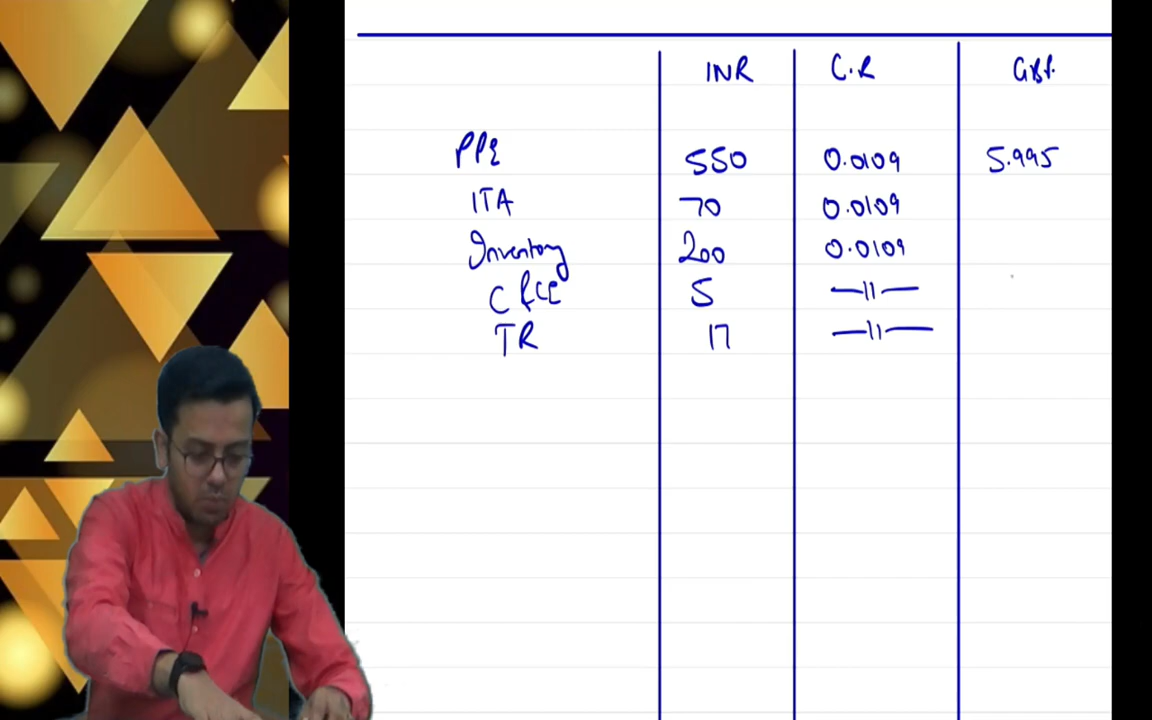 INR C.R GBP.
PPE 550 0.0109 5.995
ITA 70 0.0109
Inventory 200 0.0109
C & CE 5 —11—
TR 17 —11—